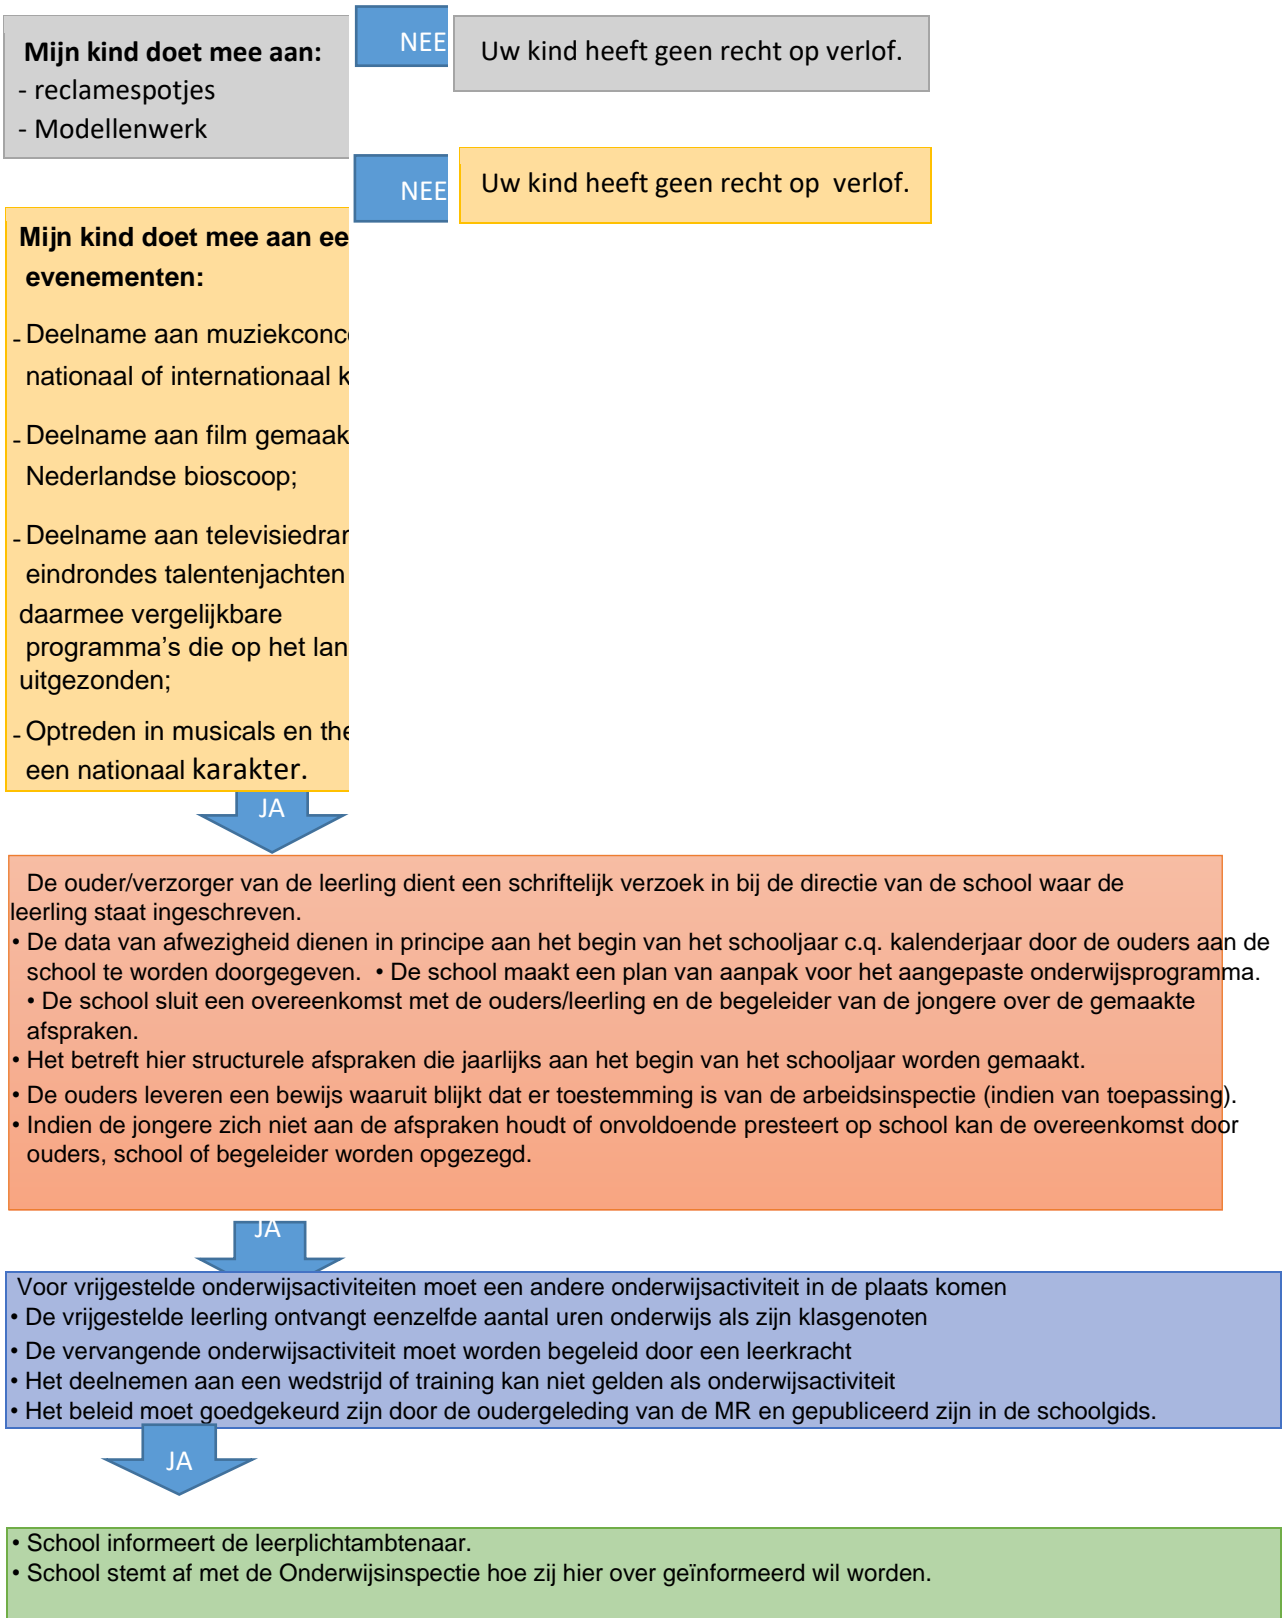 Mijn kind doet mee aan:
- reclamespotjes
- Modellenwerk
NEE
Uw kind heeft geen recht op verlof.
NEE
Uw kind heeft geen recht op verlof.
Mijn kind doet mee aan
evenementen:
- Deelname aan
nationaal of internationaal
- Deelname aan film
Nederlandse bioscoop;
- Deelname aan
eindrondes talentenjachten
daarmee vergelijkbare
programma's die op het
uitgezonden;
- Optreden in musicals en
een nationaal karakter.
JA
De ouder/verzorger van de leerling dient een schriftelijk verzoek in bij de directie van de school waar de
leerling staat ingeschreven.
• De data van afwezigheid dienen in principe aan het begin van het schooljaar c.q. kalenderjaar door de ouders aan de
school te worden doorgegeven. • De school maakt een plan van aanpak voor het aangepaste onderwijsprogramma.
• De school sluit een overeenkomst met de ouders/leerling en de begeleider van de jongere over de gemaakte
afspraken.
• Het betreft hier structurele afspraken die jaarlijks aan het begin van het schooljaar worden gemaakt.
• De ouders leveren een bewijs waaruit blijkt dat er toestemming is van de arbeidsinspectie (indien van toepassing).
• Indien de jongere zich niet aan de afspraken houdt of onvoldoende presteert op school kan de overeenkomst door
ouders, school of begeleider worden opgezegd.
JA
Voor vrijgestelde onderwijsactiviteiten moet een andere onderwijsactiviteit in de plaats komen
• De vrijgestelde leerling ontvangt eenzelfde aantal uren onderwijs als zijn klasgenoten
• De vervangende onderwijsactiviteit moet worden begeleid door een leerkracht
• Het deelnemen aan een wedstrijd of training kan niet gelden als onderwijsactiviteit
• Het beleid moet goedgekeurd zijn door de oudergeleding van de MR en gepubliceerd zijn in de schoolgids.
JA
• School informeert de leerplichtambtenaar.
• School stemt af met de Onderwijsinspectie hoe zij hier over geïnformeerd wil worden.